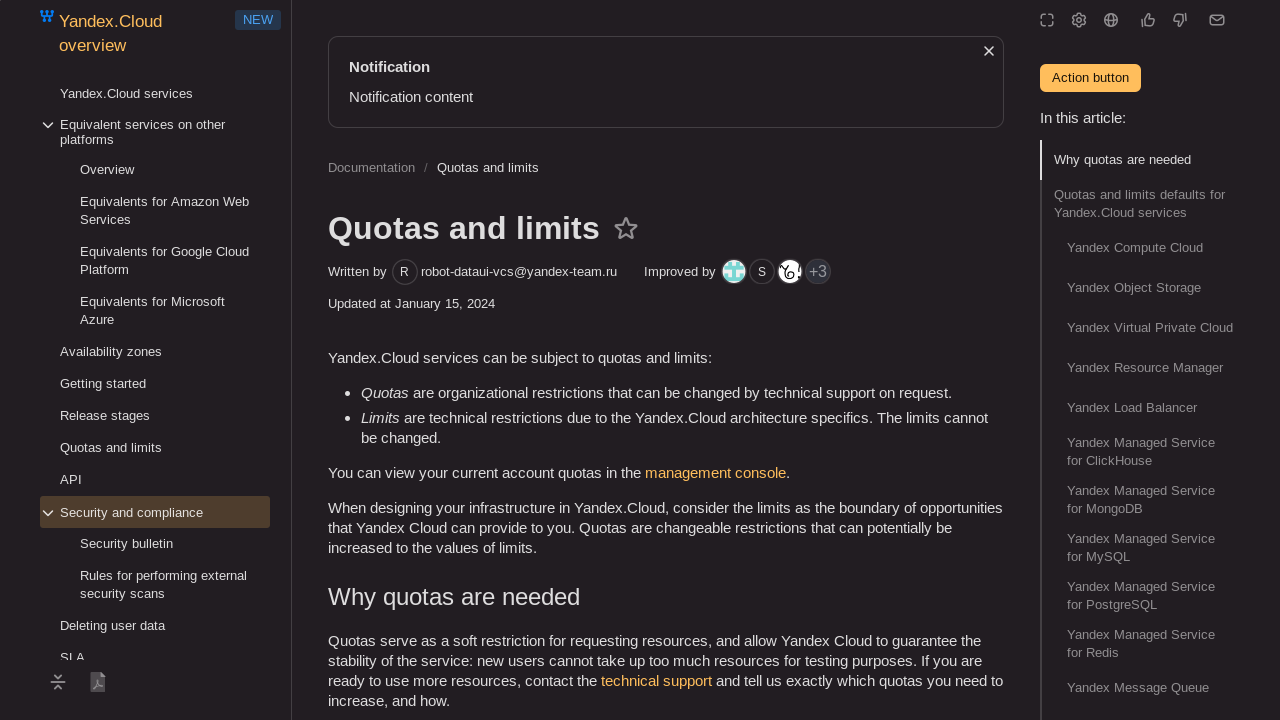 Yandex.Cloud
overview
NEW
Yandex.Cloud services
Equivalent services on other
platforms
Overview
Equivalents for Amazon Web
Services
Equivalents for Google Cloud
Platform
Equivalents for Microsoft
Azure
Availability zones
Getting started
Release stages
Quotas and limits
API
Security and compliance
Security bulletin
Rules for performing external
security scans
Deleting user data
SLA
Notification
Notification content
Documentation / Quotas and limits
Quotas and limits
Written by R robot-dataui-vcs@yandex-team.ru Improved by S +3
Updated at January 15, 2024
Yandex.Cloud services can be subject to quotas and limits:
Quotas are organizational restrictions that can be changed by technical support on request.
Limits are technical restrictions due to the Yandex.Cloud architecture specifics. The limits cannot
be changed.
You can view your current account quotas in the management console.
When designing your infrastructure in Yandex.Cloud, consider the limits as the boundary of opportunities
that Yandex Cloud can provide to you. Quotas are changeable restrictions that can potentially be
increased to the values of limits.
Why quotas are needed
Quotas serve as a soft restriction for requesting resources, and allow Yandex Cloud to guarantee the
stability of the service: new users cannot take up too much resources for testing purposes. If you are
ready to use more resources, contact the technical support and tell us exactly which quotas you need to
increase, and how.
Action button
In this article:
Why quotas are needed
Quotas and limits defaults for
Yandex.Cloud services
Yandex Compute Cloud
Yandex Object Storage
Yandex Virtual Private Cloud
Yandex Resource Manager
Yandex Load Balancer
Yandex Managed Service
for ClickHouse
Yandex Managed Service
for MongoDB
Yandex Managed Service
for MySQL
Yandex Managed Service
for PostgreSQL
Yandex Managed Service
for Redis
Yandex Message Queue